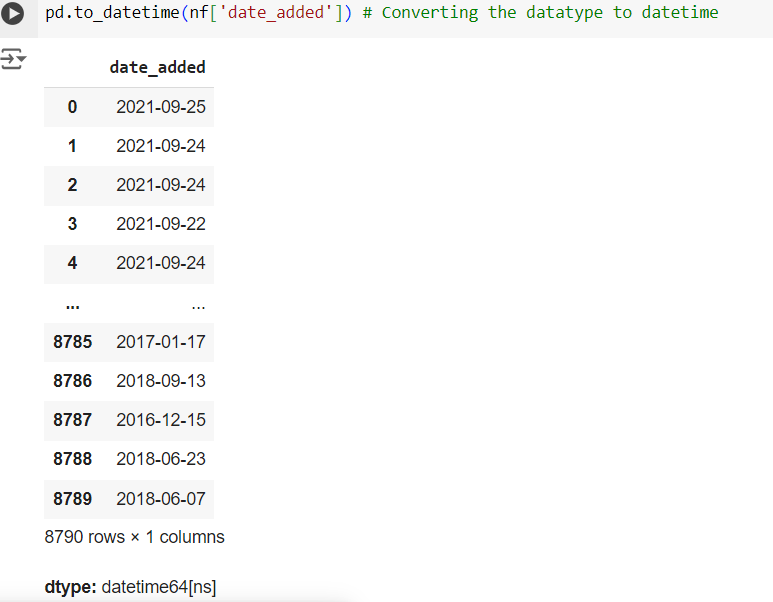 pd.to_datetime(nf['date_added']) # Converting the datatype to datetime
date_added
0 2021-09-25
1 2021-09-24
2 2021-09-24
3 2021-09-22
4 2021-09-24
... ...
8785 2017-01-17
8786 2018-09-13
8787 2016-12-15
8788 2018-06-23
8789 2018-06-07
8790 rows × 1 columns
dtype: datetime64[ns]